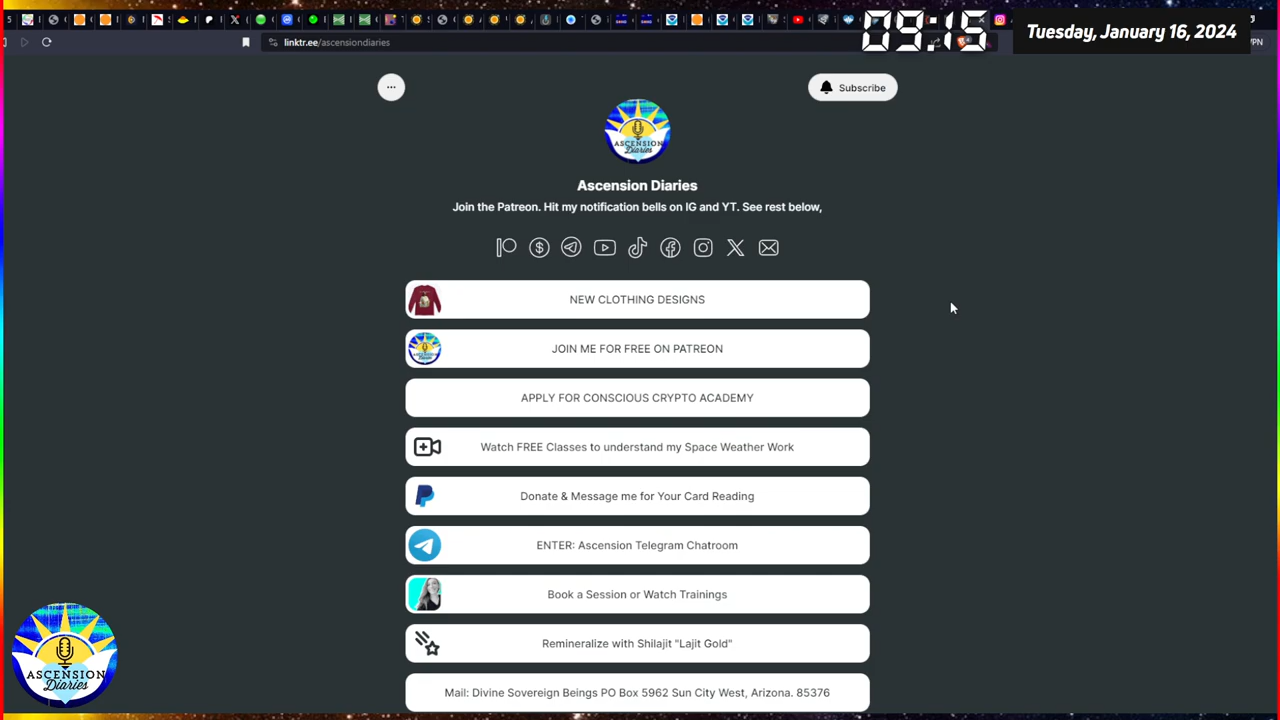 5
09:15
Tuesday, January 16, 2024
linktr.ee/ascensiondiaries
VPN
...
Subscribe
ASCENSION
Diaries
Ascension Diaries
Join the Patreon. Hit my notification bells on IG and YT. See rest below,
NEW CLOTHING DESIGNS
JOIN ME FOR FREE ON PATREON
APPLY FOR CONSCIOUS CRYPTO ACADEMY
Watch FREE Classes to understand my Space Weather Work
Donate & Message me for Your Card Reading
ENTER: Ascension Telegram Chatroom
Book a Session or Watch Trainings
Remineralize with Shilajit "Lajit Gold"
Mail: Divine Sovereign Beings PO Box 5962 Sun City West, Arizona. 85376
ASCENSION
DIARIES